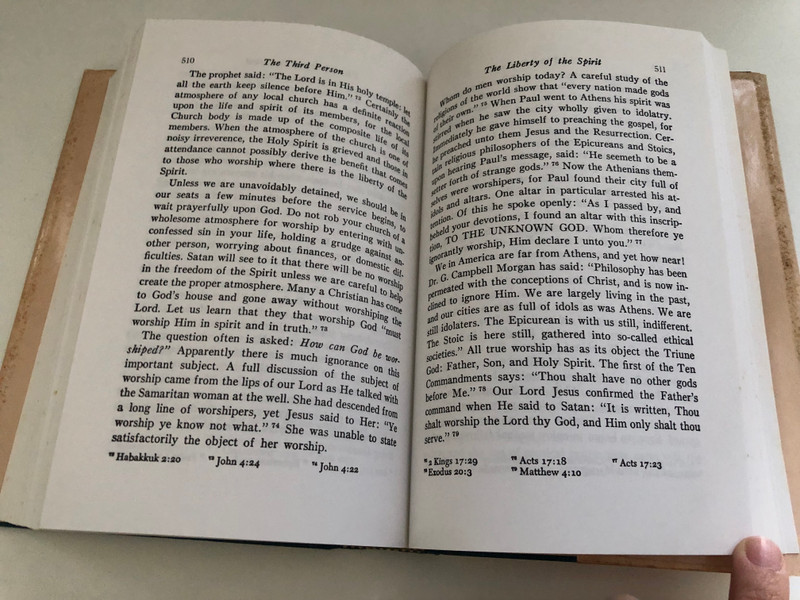 510
The Third Person
The prophet said: "The Lord is in His holy temple; let
all the earth keep silence before Him." 72 Certainly the
atmosphere of any local church has a definite reaction
upon the life and spirit of its members, for the local
Church body is made up of the composite life of its
members. When the atmosphere of the church is one of
noisy irreverence, the Holy Spirit is grieved and those in
attendance cannot possibly derive the benefit that comes
to those who worship where there is the liberty of the
Spirit.
Unless we are unavoidably detained, we should be in
our seats a few minutes before the service begins, to
wait prayerfully upon God. Do not rob your church of a
wholesome atmosphere for worship by entering with un-
confessed sin in your life, holding a grudge against an-
other person, worrying about finances, or domestic dif-
ficulties. Satan will see to it that there will be no worship
in the freedom of the Spirit unless we are careful to help
create the proper atmosphere. Many a Christian has come
to God's house and gone away without worshiping the
Lord. Let us learn that they that worship God "must
worship Him in spirit and in truth." 73
The question often is asked: How can God be wor-
shiped?" Apparently there is much ignorance on this
important subject. A full discussion of the subject of
worship came from the lips of our Lord as He talked with
the Samaritan woman at the well. She had descended from
a long line of worshipers, yet Jesus said to Her: "Ye
worship ye know not what." 74 She was unable to state
satisfactorily the object of her worship.
72 Habakkuk 2:20 73 John 4:24 74 John 4:22
The Liberty of the Spirit
511
Whom do men worship today? A careful study of the
religions of the world show that "every nation made gods
of their own." 75 When Paul went to Athens his spirit was
stirred when he saw the city wholly given to idolatry.
Immediately he gave himself to preaching the gospel, for
he preached unto them Jesus and the Resurrection. Cer-
tain religious philosophers of the Epicureans and Stoics,
upon hearing Paul's message, said: "He seemeth to be a
setter forth of strange gods." 76 Now the Athenians them-
selves were worshipers, for Paul found their city full of
idols and altars. One altar in particular arrested his at-
tention. Of this he spoke openly: "As I passed by, and
beheld your devotions, I found an altar with this inscrip-
tion, TO THE UNKNOWN GOD. Whom therefore ye
ignorantly worship, Him declare I unto you." 77
We in America are far from Athens, and yet how near!
Dr. G. Campbell Morgan has said: "Philosophy has been
permeated with the conceptions of Christ, and is now in-
clined to ignore Him. We are largely living in the past,
and our cities are as full of idols as was Athens. We are
still idolaters. The Epicurean is with us still, indifferent.
The Stoic is here still, gathered into so-called ethical
societies." All true worship has as its object the Triune
God: Father, Son, and Holy Spirit. The first of the Ten
Commandments says: "Thou shalt have no other gods
before Me." 78 Our Lord Jesus confirmed the Father's
command when He said to Satan: "It is written, Thou
shalt worship the Lord thy God, and Him only shalt thou
serve." 79
75 2 Kings 17:29 76 Acts 17:18 77 Acts 17:23
78 Exodus 20:3 79 Matthew 4:10